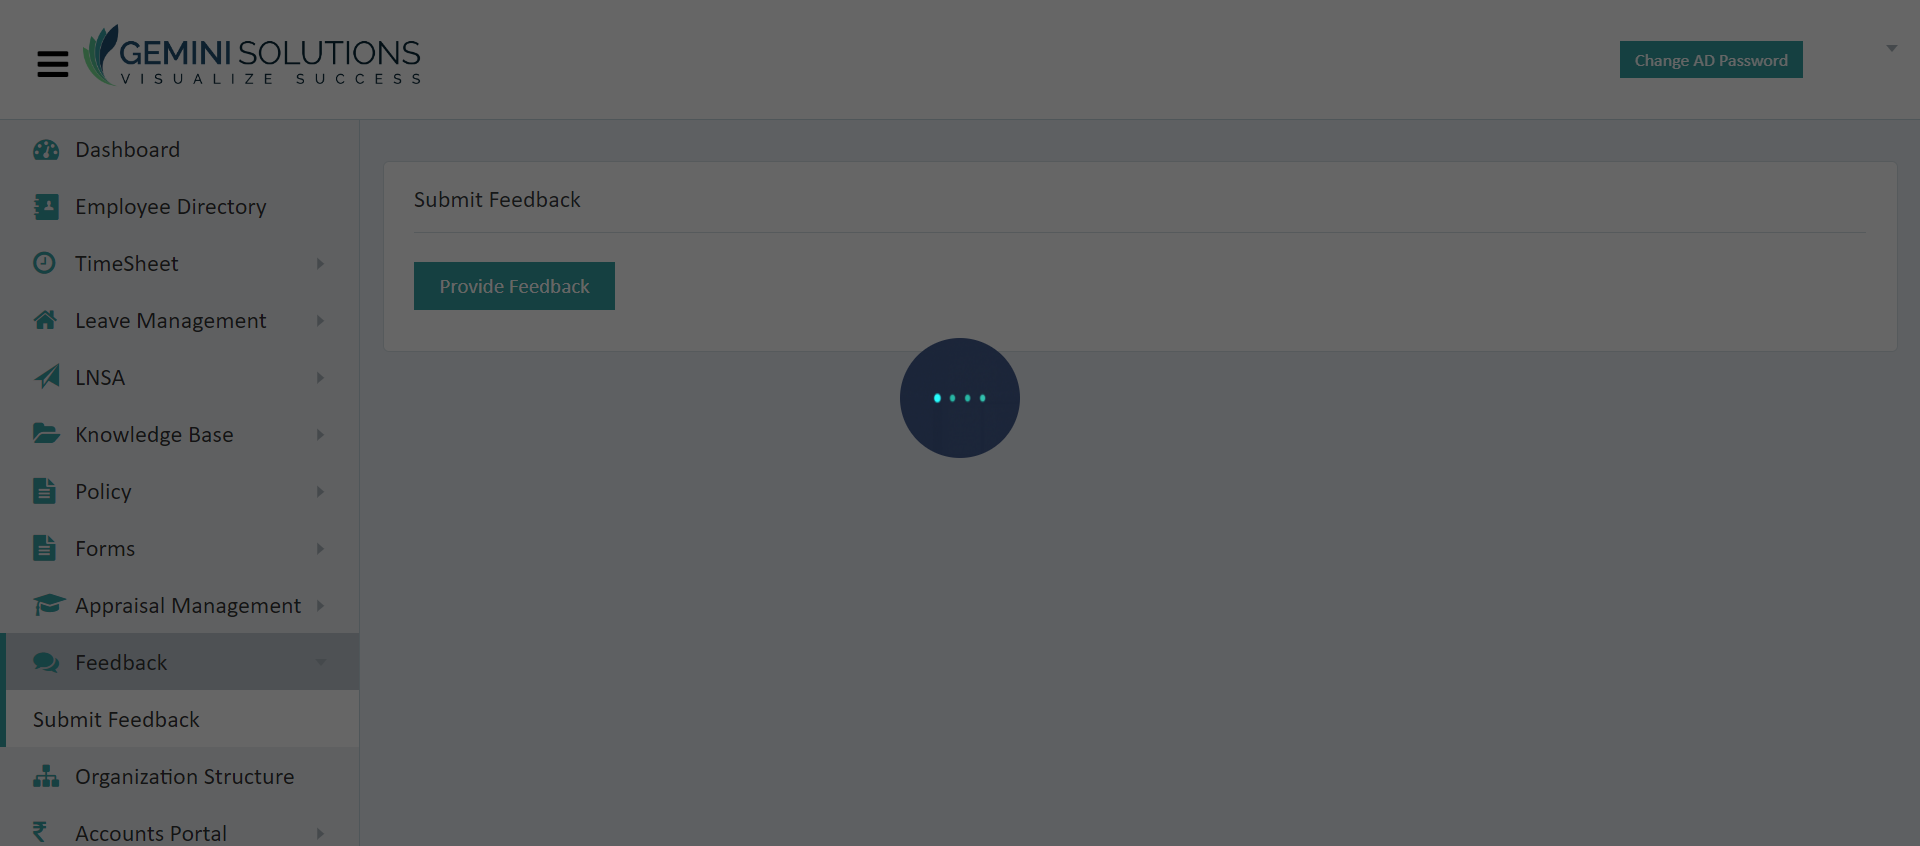 GEMINI SOLUTIONS
VISUALIZE SUCCESS
Change AD Password
Dashboard
Employee Directory
TimeSheet
Leave Management
LNSA
Knowledge Base
Policy
Forms
Appraisal Management
Feedback
Submit Feedback
Organization Structure
₹ Accounts Portal
Submit Feedback
Provide Feedback